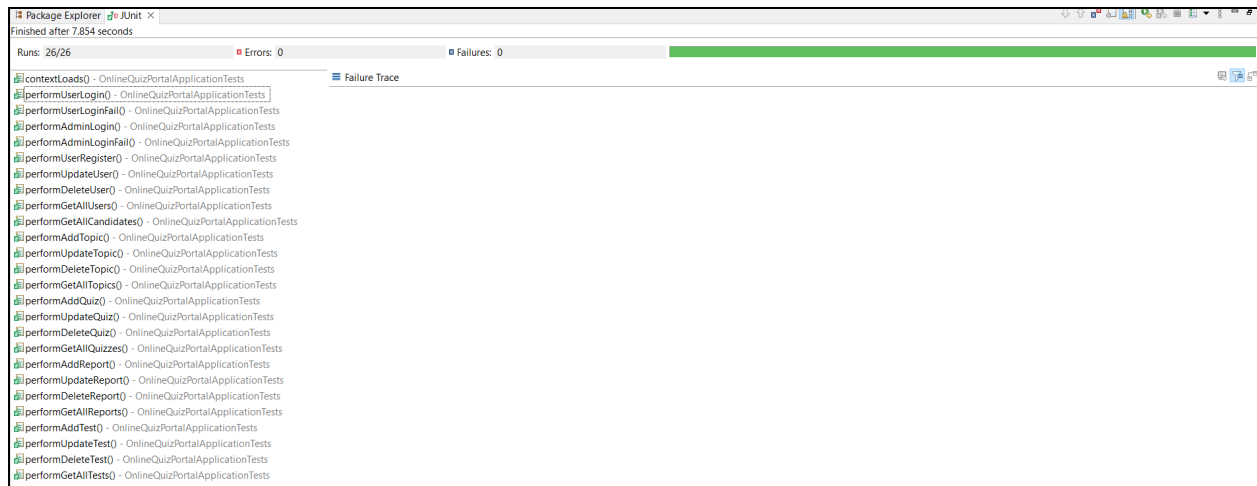 Package Explorer JUnit ×
Finished after 7.854 seconds
Runs: 26/26 Errors: 0 Failures: 0
contextLoads() - OnlineQuizPortalApplicationTests
Failure Trace
performUserLogin() - OnlineQuizPortalApplicationTests
performUserLoginFail() - OnlineQuizPortalApplicationTests
performAdminLogin() - OnlineQuizPortalApplicationTests
performAdminLoginFail() - OnlineQuizPortalApplicationTests
performUserRegister() - OnlineQuizPortalApplicationTests
performUpdateUser() - OnlineQuizPortalApplicationTests
performDeleteUser() - OnlineQuizPortalApplicationTests
performGetAllUsers() - OnlineQuizPortalApplicationTests
performGetAllCandidates() - OnlineQuizPortalApplicationTests
performAddTopic() - OnlineQuizPortalApplicationTests
performUpdateTopic() - OnlineQuizPortalApplicationTests
performDeleteTopic() - OnlineQuizPortalApplicationTests
performGetAllTopics() - OnlineQuizPortalApplicationTests
performAddQuiz() - OnlineQuizPortalApplicationTests
performUpdateQuiz() - OnlineQuizPortalApplicationTests
performDeleteQuiz() - OnlineQuizPortalApplicationTests
performGetAllQuizzes() - OnlineQuizPortalApplicationTests
performAddReport() - OnlineQuizPortalApplicationTests
performUpdateReport() - OnlineQuizPortalApplicationTests
performDeleteReport() - OnlineQuizPortalApplicationTests
performGetAllReports() - OnlineQuizPortalApplicationTests
performAddTest() - OnlineQuizPortalApplicationTests
performUpdateTest() - OnlineQuizPortalApplicationTests
performDeleteTest() - OnlineQuizPortalApplicationTests
performGetAllTests() - OnlineQuizPortalApplicationTests